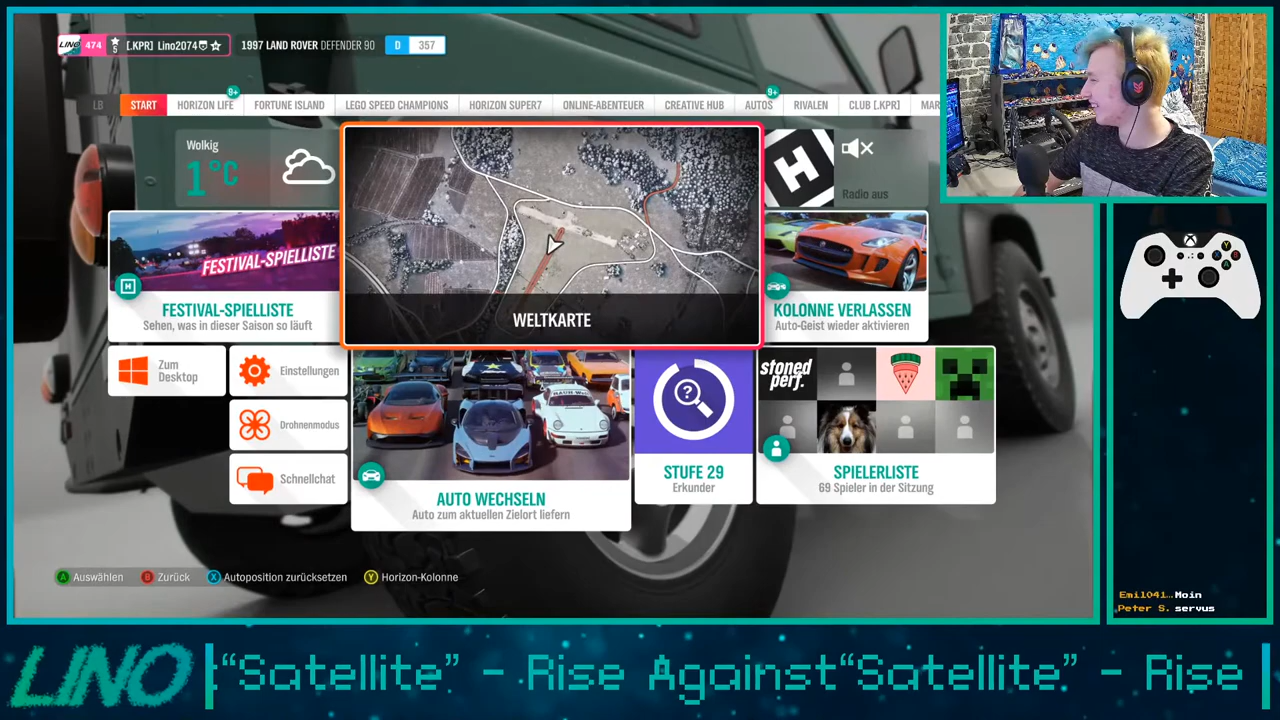 LINO 474 [.KPR] Lino2074 1997 LAND ROVER DEFENDER 90 D 357
LB START HORIZON LIFE 9+ FORTUNE ISLAND LEGO SPEED CHAMPIONS HORIZON SUPER7 ONLINE-ABENTEUER CREATIVE HUB AUTOS 9+ RIVALEN CLUB [.KPR] MAR
Wolkig
1°C
WELTKARTE
H
Radio aus
FESTIVAL-SPIELLISTE
FESTIVAL-SPIELLISTE
Sehen, was in dieser Saison so läuft
KOLONNE VERLASSEN
Auto-Geist wieder aktivieren
Zum
Desktop
Einstellungen
Drohnenmodus
Schnellchat
AUTO WECHSELN
Auto zum aktuellen Zielort liefern
STUFE 29
Erkunder
stoned
perf.
SPIELERLISTE
69 Spieler in der Sitzung
A Auswählen B Zurück X Autoposition zurücksetzen Y Horizon-Kolonne
Emil041… Moin
Peter S. servus
LINO
“Satellite” - Rise Against“Satellite” - Rise